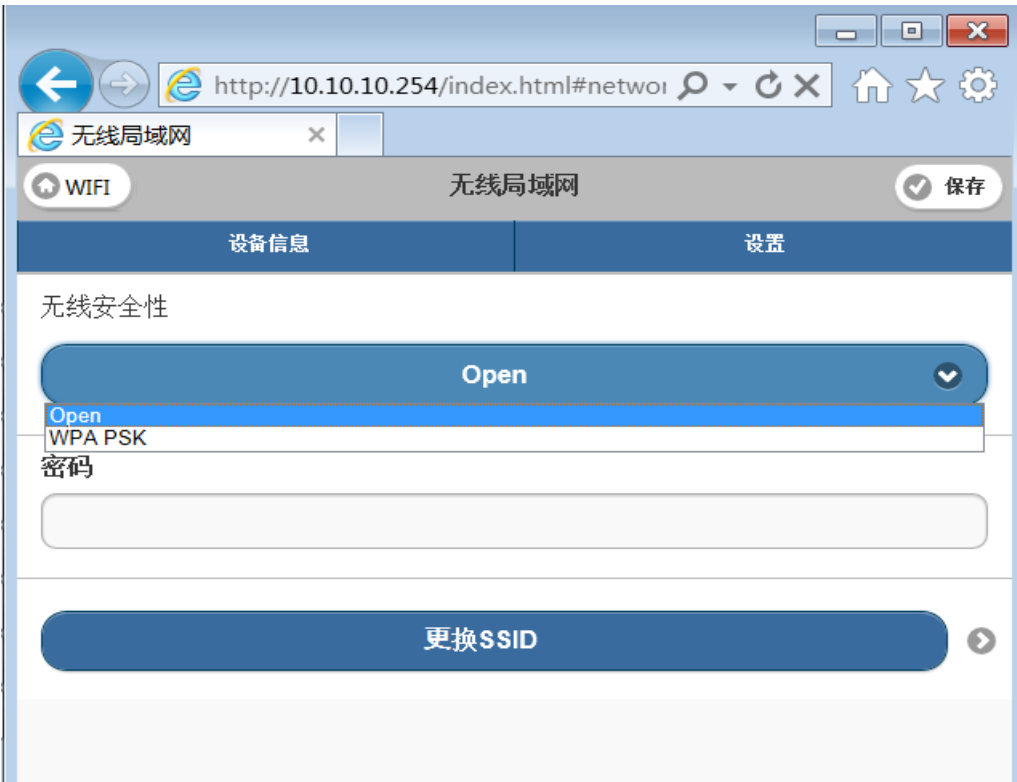 http://10.10.10.254/index.html#networ
无线局域网
WIFI
无线局域网
保存
设备信息
设置
无线安全性
Open
Open
WPA PSK
密码
更换SSID